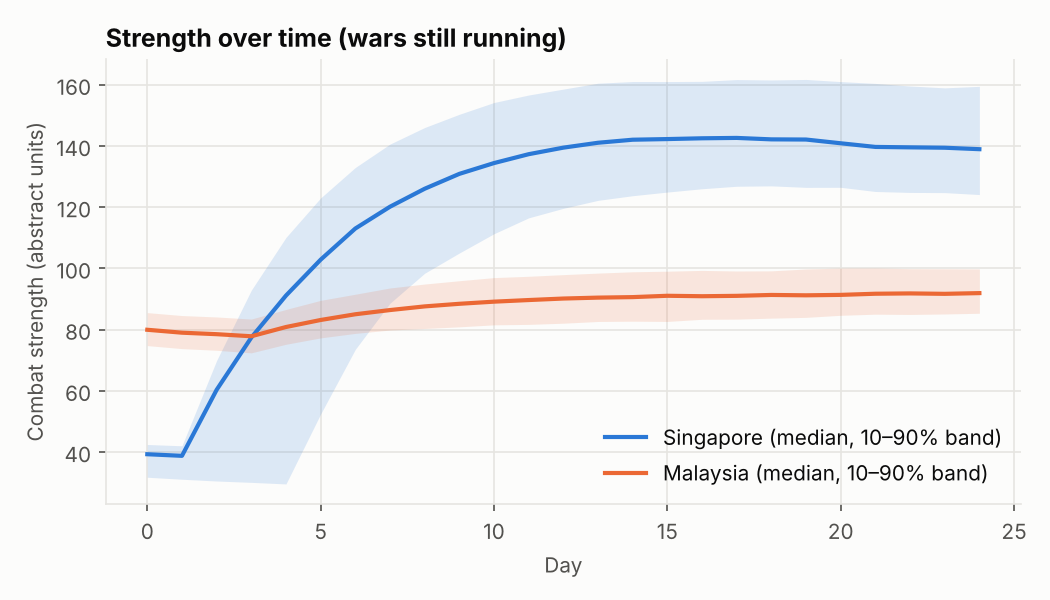 Strength over time (wars still running)
Combat strength (abstract units)
160
140
120
100
80
60
40
Singapore (median, 10–90% band)
Malaysia (median, 10–90% band)
0
5
10
15
20
25
Day